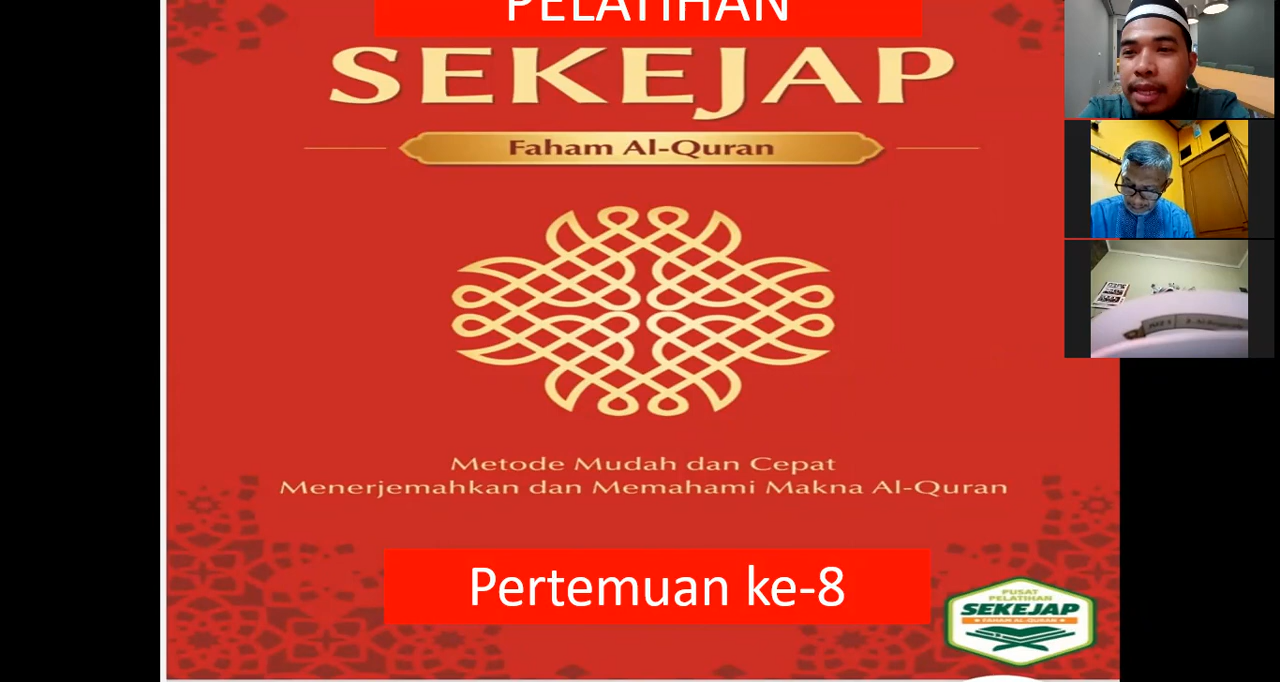 PELATIHAN
SEKEJAP
Faham Al-Quran
Metode Mudah dan Cepat
Menerjemahkan dan Memahami Makna Al-Quran
Pertemuan ke-8
PUSAT
PELATIHAN
SEKEJAP
FAHAM AL-QURAN